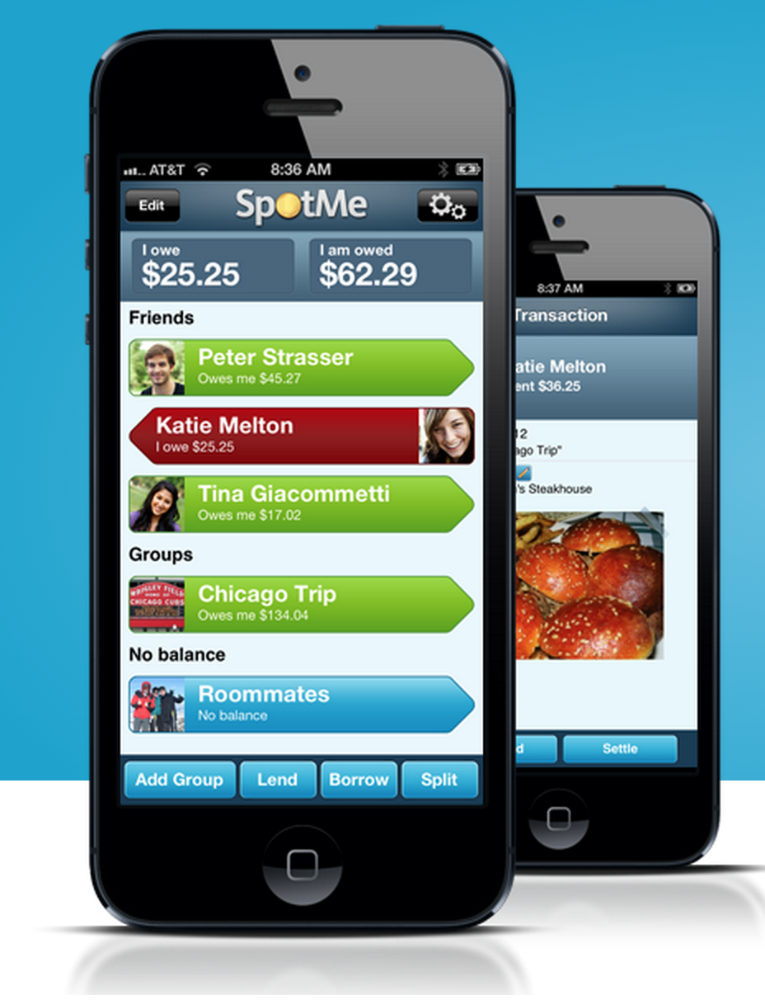 AT&T 8:36 AM
Edit SpotMe
I owe
$25.25
I am owed
$62.29
Friends
Peter Strasser
Owes me $45.27
Katie Melton
I owe $25.25
Tina Giacommetti
Owes me $17.02
Groups
WRIGLEY FIELD
HOME OF
CHICAGO CUBS
Chicago Trip
Owes me $134.04
No balance
Roommates
No balance
Add Group Lend Borrow Split
8:37 AM
Transaction
atie Melton
ent $36.25
12
ago Trip"
's Steakhouse
d Settle